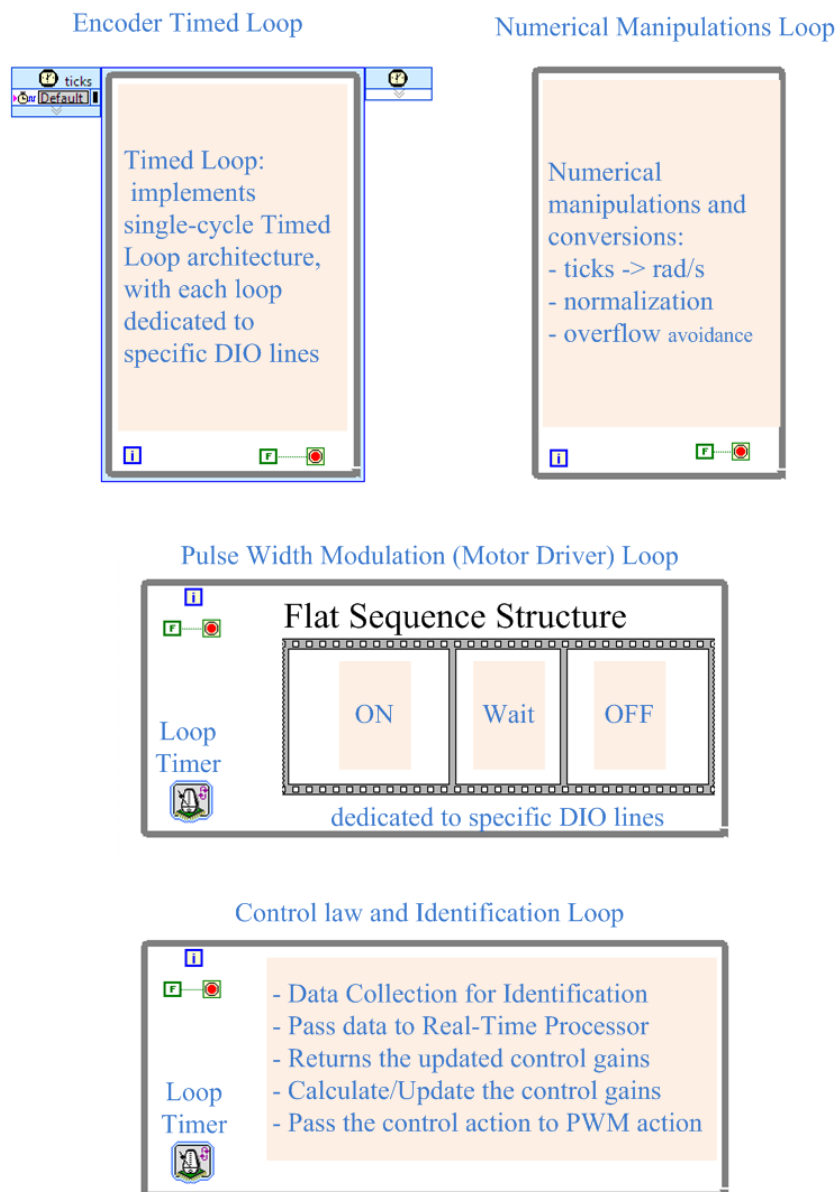 Encoder Timed Loop
Numerical Manipulations Loop
ticks
Default
Timed Loop:
implements
single-cycle Timed
Loop architecture,
with each loop
dedicated to
specific DIO lines
i
F
Numerical
manipulations and
conversions:
- ticks -> rad/s
- normalization
- overflow avoidance
i
F
Pulse Width Modulation (Motor Driver) Loop
i
F
Loop
Timer
Flat Sequence Structure
ON
Wait
OFF
dedicated to specific DIO lines
Control law and Identification Loop
i
F
Loop
Timer
- Data Collection for Identification
- Pass data to Real-Time Processor
- Returns the updated control gains
- Calculate/Update the control gains
- Pass the control action to PWM action